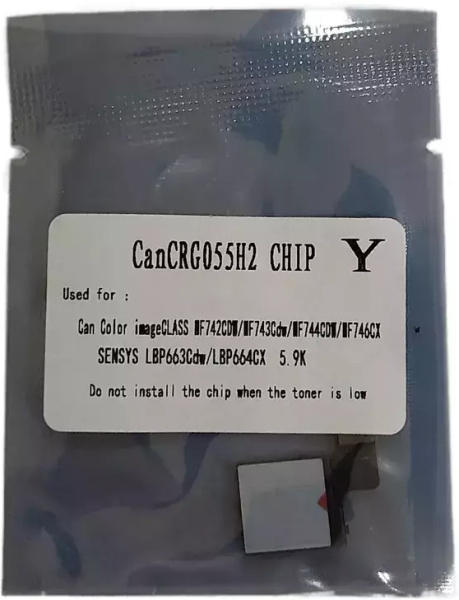 CanCRG055H2 CHIP Y
Used for :
Can Color imageCLASS MF742CDW/MF743Cdw/MF744CDW/MF746CX
SENSYS LBP663Cdw/LBP664CX 5.9K
Do not install the chip when the toner is low